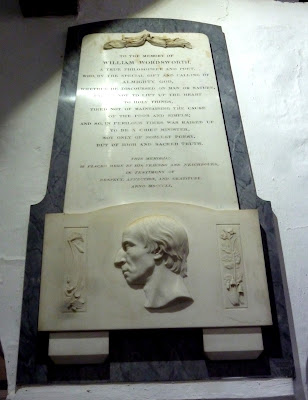 TO THE MEMORY OF
WILLIAM WORDSWORTH.
A TRUE PHILOSOPHER AND POET,
WHO BY THE SPECIAL GIFT AND CALLING OF
ALMIGHTY GOD,
WHETHER HE DISCOURSED ON MAN OR NATURE,
FAILED NOT TO LIFT UP THE HEART
TO HOLY THINGS,
TIRED NOT OF MAINTAINING THE CAUSE
OF THE POOR AND SIMPLE;
AND SO, IN PERILOUS TIMES WAS RAISED UP
TO BE A CHIEF MINISTER,
NOT ONLY OF NOBLEST POESY,
BUT OF HIGH AND SACRED TRUTH.
THIS MEMORIAL
IS PLACED HERE BY HIS FRIENDS AND NEIGHBOURS,
IN TESTIMONY OF
RESPECT, AFFECTION, AND GRATITUDE.
ANNO MDCCCLI.